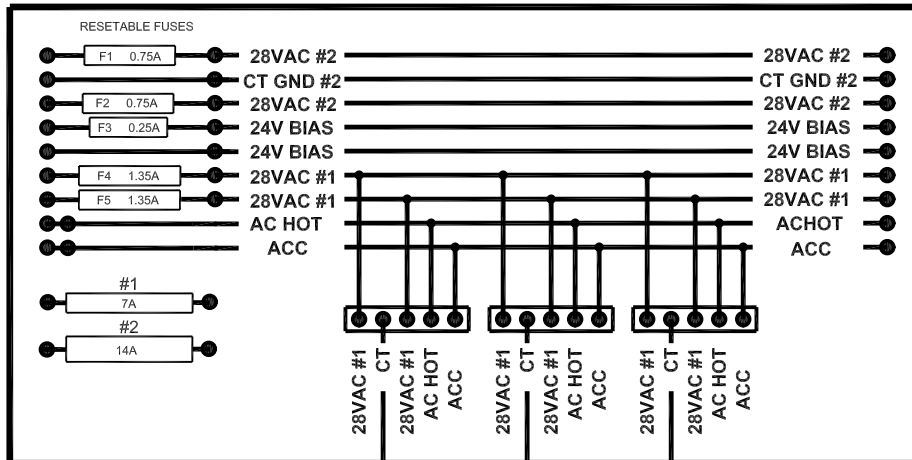 RESETABLE FUSES
F1 0.75A 28VAC #2 28VAC #2
CT GND #2 CT GND #2
F2 0.75A 28VAC #2 28VAC #2
F3 0.25A 24V BIAS 24V BIAS
24V BIAS 24V BIAS
F4 1.35A 28VAC #1 28VAC #1
F5 1.35A 28VAC #1 28VAC #1
AC HOT ACHOT
ACC ACC
#1
7A
#2
14A
28VAC #1
CT
28VAC #1
AC HOT
ACC
28VAC #1
CT
28VAC #1
AC HOT
ACC
28VAC #1
CT
28VAC #1
AC HOT
ACC